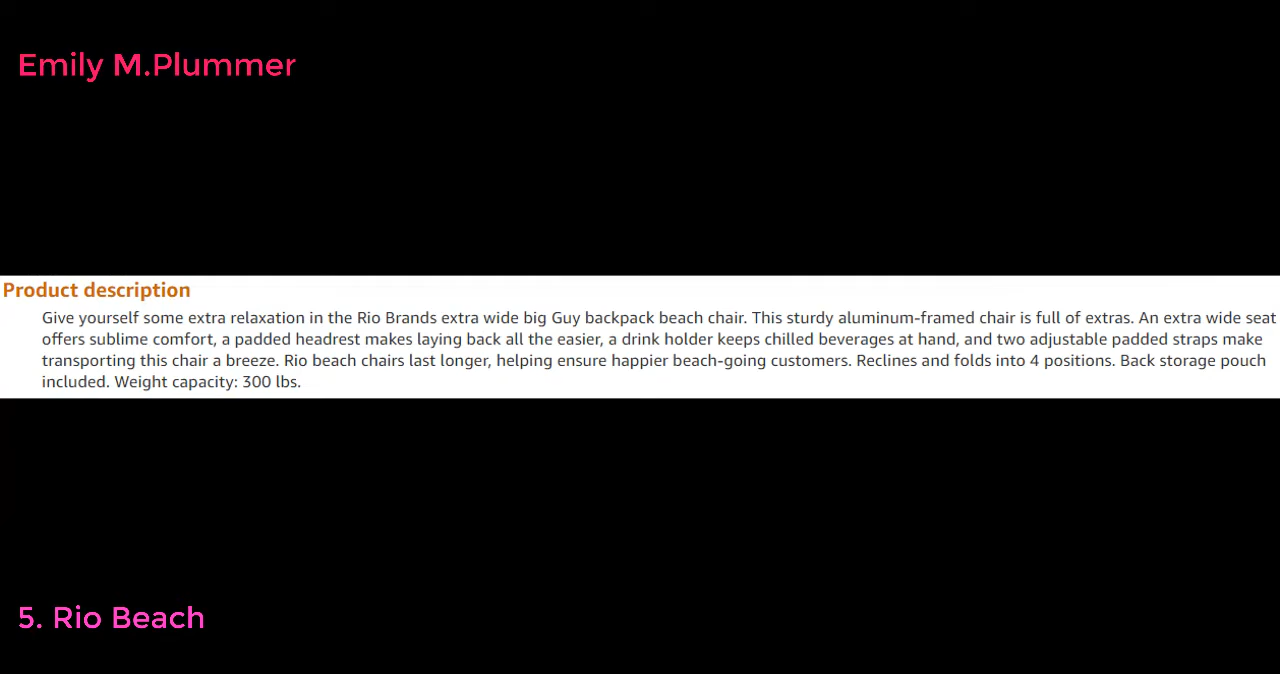 Emily M.Plummer
Product description
Give yourself some extra relaxation in the Rio Brands extra wide big Guy backpack beach chair. This sturdy aluminum-framed chair is full of extras. An extra wide seat
offers sublime comfort, a padded headrest makes laying back all the easier, a drink holder keeps chilled beverages at hand, and two adjustable padded straps make
transporting this chair a breeze. Rio beach chairs last longer, helping ensure happier beach-going customers. Reclines and folds into 4 positions. Back storage pouch
included. Weight capacity: 300 lbs.
5. Rio Beach